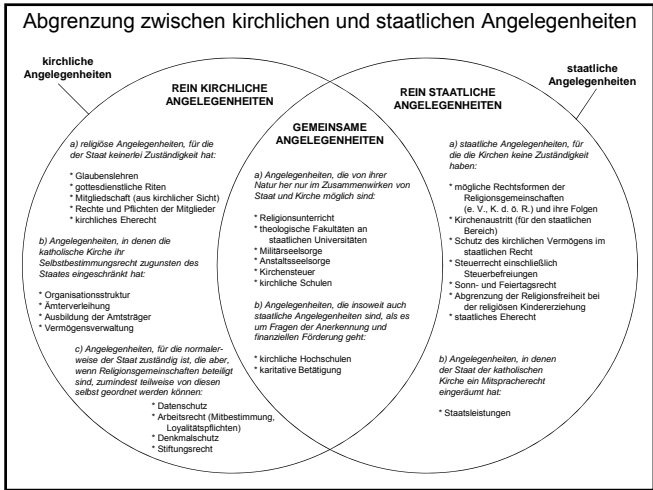 Abgrenzung zwischen kirchlichen und staatlichen Angelegenheiten
kirchliche
Angelegenheiten
staatliche
Angelegenheiten
REIN KIRCHLICHE
ANGELEGENHEITEN
a) religiöse Angelegenheiten, für die
der Staat keinerlei Zuständigkeit hat:
* Glaubenslehren
* gottesdienstliche Riten
* Mitgliedschaft (aus kirchlicher Sicht)
* Rechte und Pflichten der Mitglieder
* kirchliches Eherecht
b) Angelegenheiten, in denen die
katholische Kirche ihr
Selbstbestimmungsrecht zugunsten des
Staates eingeschränkt hat:
* Organisationsstruktur
* Ämterverleihung
* Ausbildung der Amtsträger
* Vermögensverwaltung
c) Angelegenheiten, für die normaler-
weise der Staat zuständig ist, die aber,
wenn Religionsgemeinschaften beteiligt
sind, zumindest teilweise von diesen
selbst geordnet werden können:
* Datenschutz
* Arbeitsrecht (Mitbestimmung,
Loyalitätspflichten)
* Denkmalschutz
* Stiftungsrecht
GEMEINSAME
ANGELEGENHEITEN
a) Angelegenheiten, die von ihrer
Natur her nur im Zusammenwirken von
Staat und Kirche möglich sind:
* Religionsunterricht
* theologische Fakultäten an
staatlichen Universitäten
* Militärseelsorge
* Anstaltsseelsorge
* Kirchensteuer
* kirchliche Schulen
b) Angelegenheiten, die insoweit auch
staatliche Angelegenheiten sind, als es
um Fragen der Anerkennung und
finanziellen Förderung geht:
* kirchliche Hochschulen
* karitative Betätigung
REIN STAATLICHE
ANGELEGENHEITEN
a) staatliche Angelegenheiten, für
die die Kirchen keine Zuständigkeit
haben:
* mögliche Rechtsformen der
Religionsgemeinschaften
(e. V., K. d. ö. R.) und ihre Folgen
* Kirchenaustritt (für den staatlichen
Bereich)
* Schutz des kirchlichen Vermögens im
staatlichen Recht
* Steuerrecht einschließlich
Steuerbefreiungen
* Sonn- und Feiertagsrecht
* Abgrenzung der Religionsfreiheit bei
der religiösen Kindererziehung
* staatliches Eherecht
b) Angelegenheiten, in denen
der Staat der katholischen
Kirche ein Mitspracherecht
eingeräumt hat:
* Staatsleistungen